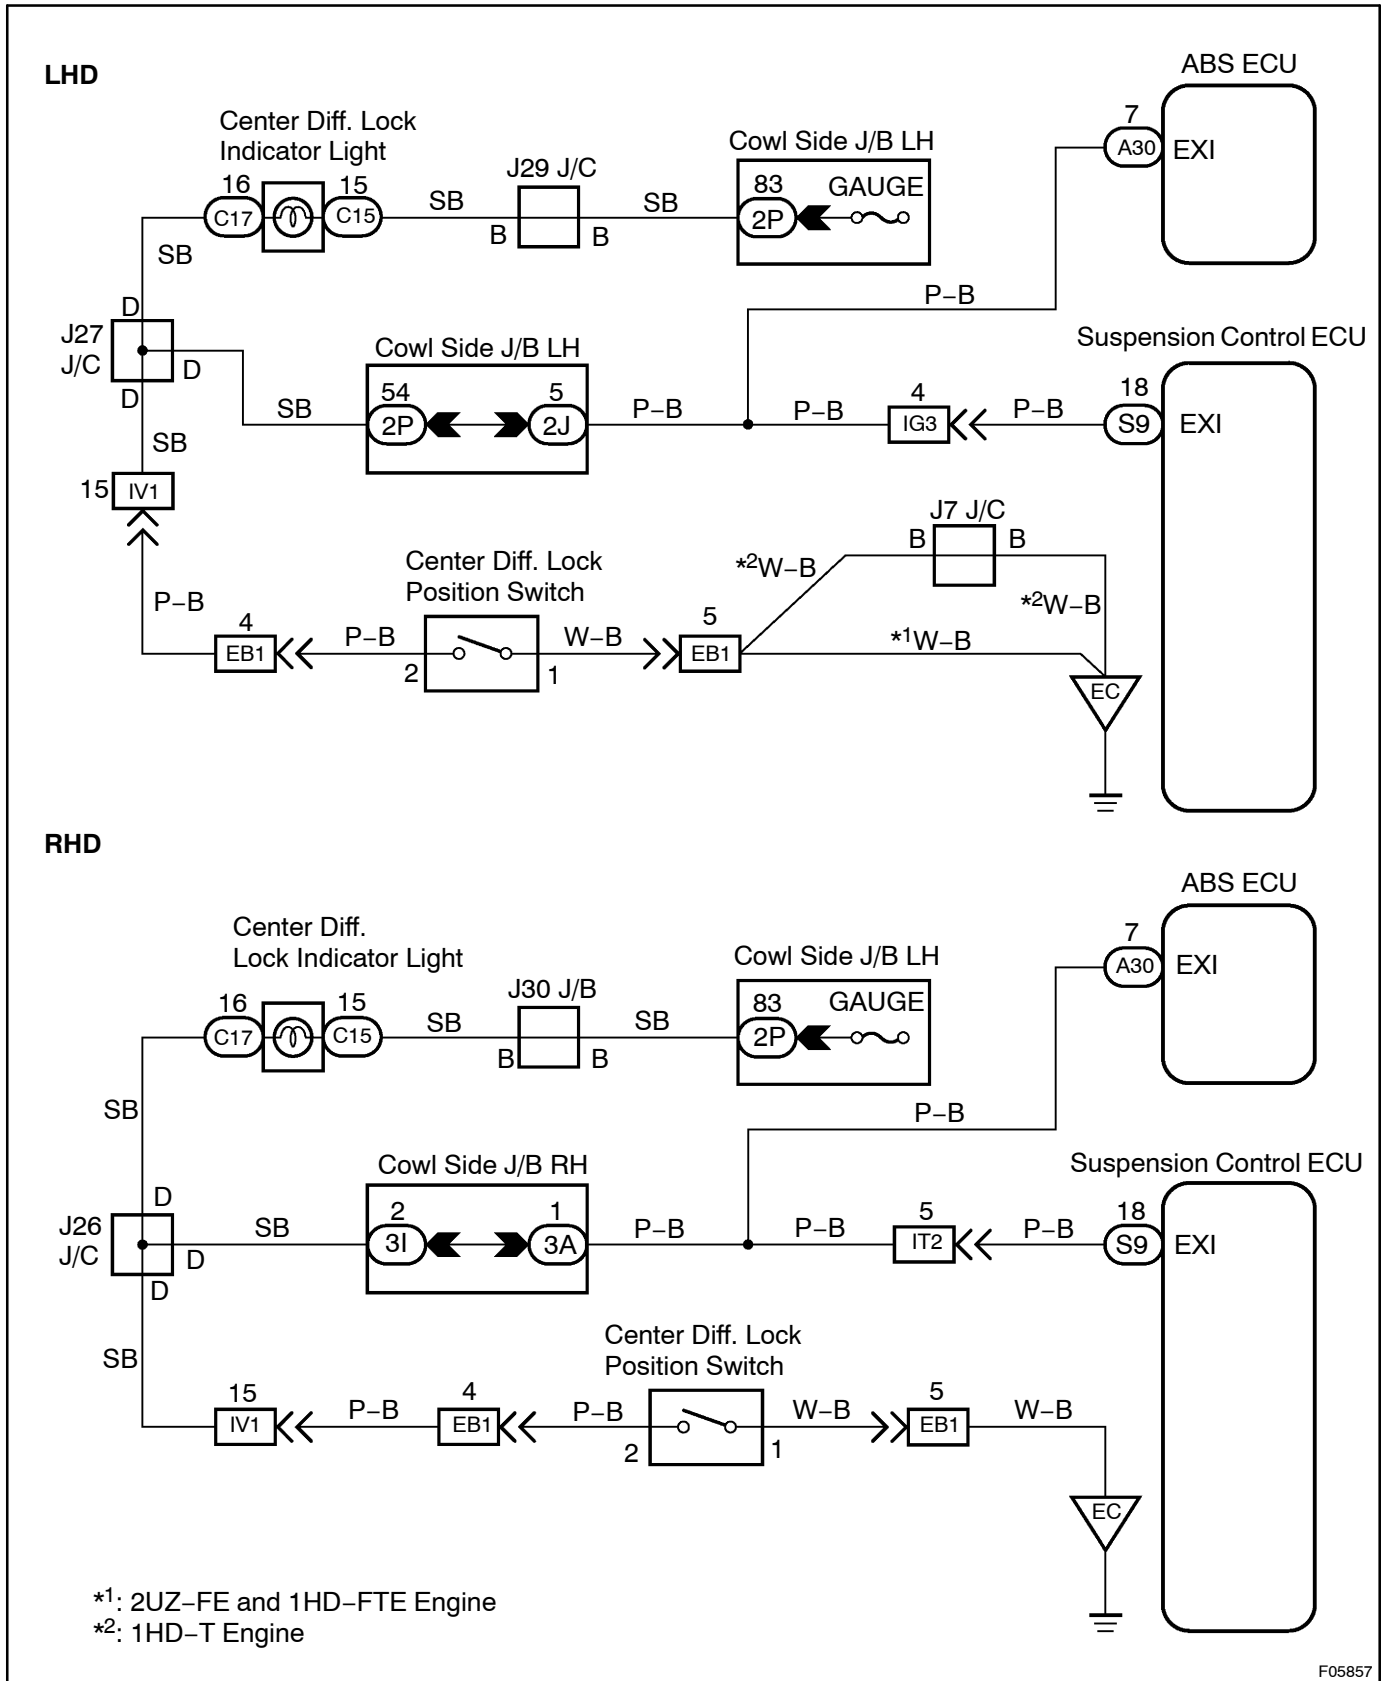 LHD
ABS ECU
Center Diff. Lock
Indicator Light
Cowl Side J/B LH
7
A30
EXI
J29 J/C
16
15
83
GAUGE
C17
C15
SB
SB
2P
B
B
SB
P−B
D
J27
J/C
D
D
Cowl Side J/B LH
Suspension Control ECU
54
5
4
18
SB
2P
2J
P−B
P−B
IG3
P−B
S9
EXI
SB
15
IV1
J7 J/C
B
B
Center Diff. Lock
Position Switch
*2W−B
*2W−B
P−B
4
5
EB1
P−B
W−B
EB1
*1W−B
2
1
EC
RHD
ABS ECU
Center Diff.
Lock Indicator Light
Cowl Side J/B LH
7
A30
EXI
J30 J/B
16
15
83
GAUGE
C17
C15
SB
SB
2P
B
B
SB
P−B
Cowl Side J/B RH
Suspension Control ECU
D
J26
J/C
D
D
SB
2
1
5
18
3I
3A
P−B
P−B
IT2
P−B
S9
EXI
Center Diff. Lock
Position Switch
SB
15
4
5
IV1
P−B
EB1
P−B
W−B
EB1
W−B
2
1
EC
*1: 2UZ−FE and 1HD−FTE Engine
*2: 1HD−T Engine
F05857